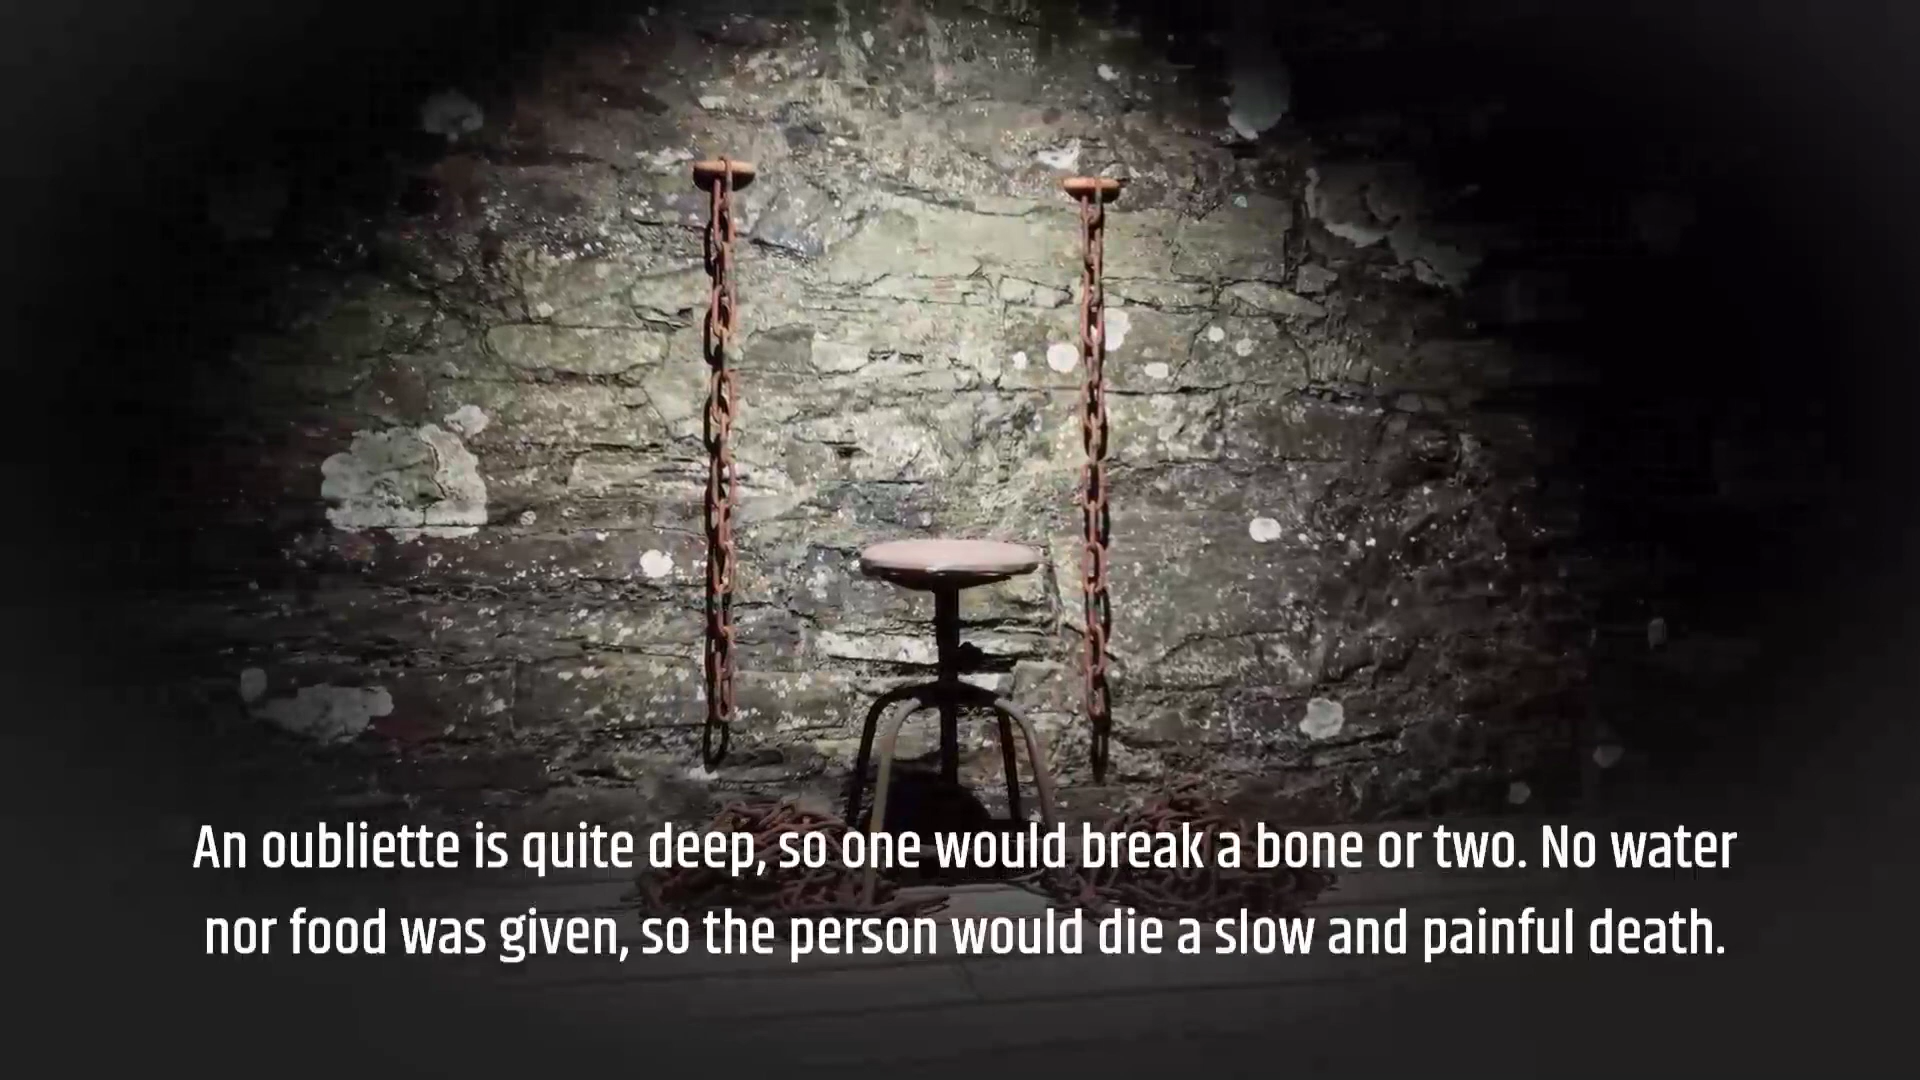 An oubliette is quite deep, so one would break a bone or two. No water
nor food was given, so the person would die a slow and painful death.